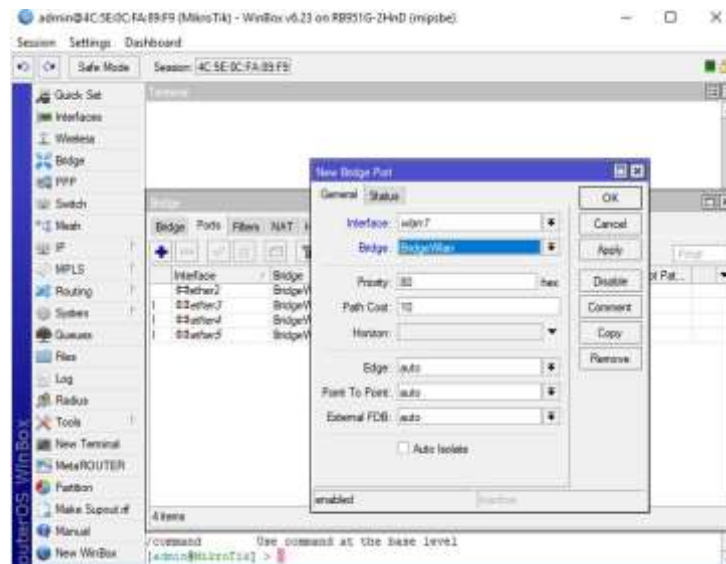 admin@4C:5E:0C:FA:89:F9 (MikroTik) - WinBox v6.23 on RB951G-2HnD (mipsbe)
Session Settings Dashboard
Safe Mode Session: 4C:5E:0C:FA:89:F9
Quick Set
Interfaces
Wireless
Bridge
PPP
Switch
Mesh
IP
MPLS
Routing
System
Queues
Files
Log
Radius
Tools
New Terminal
MetaROUTER
Partition
Make Supout.rif
Manual
New WinBox
RouterOS WinBox
Terminal
Bridge
Bridge Ports Filters NAT
Find
Interface Bridge
ether2
I ether3
I ether4
I ether5
4 items
New Bridge Port
General Status
Interface: wlan1
Bridge: BridgeWlan
Priority: 80 hex
Path Cost: 10
Horizon:
Edge: auto
Point To Point: auto
External FDB: auto
Auto Isolate
OK
Cancel
Apply
Disable
Comment
Copy
Remove
enabled inactive
/command Use command at the base level
[admin@MikroTik] >